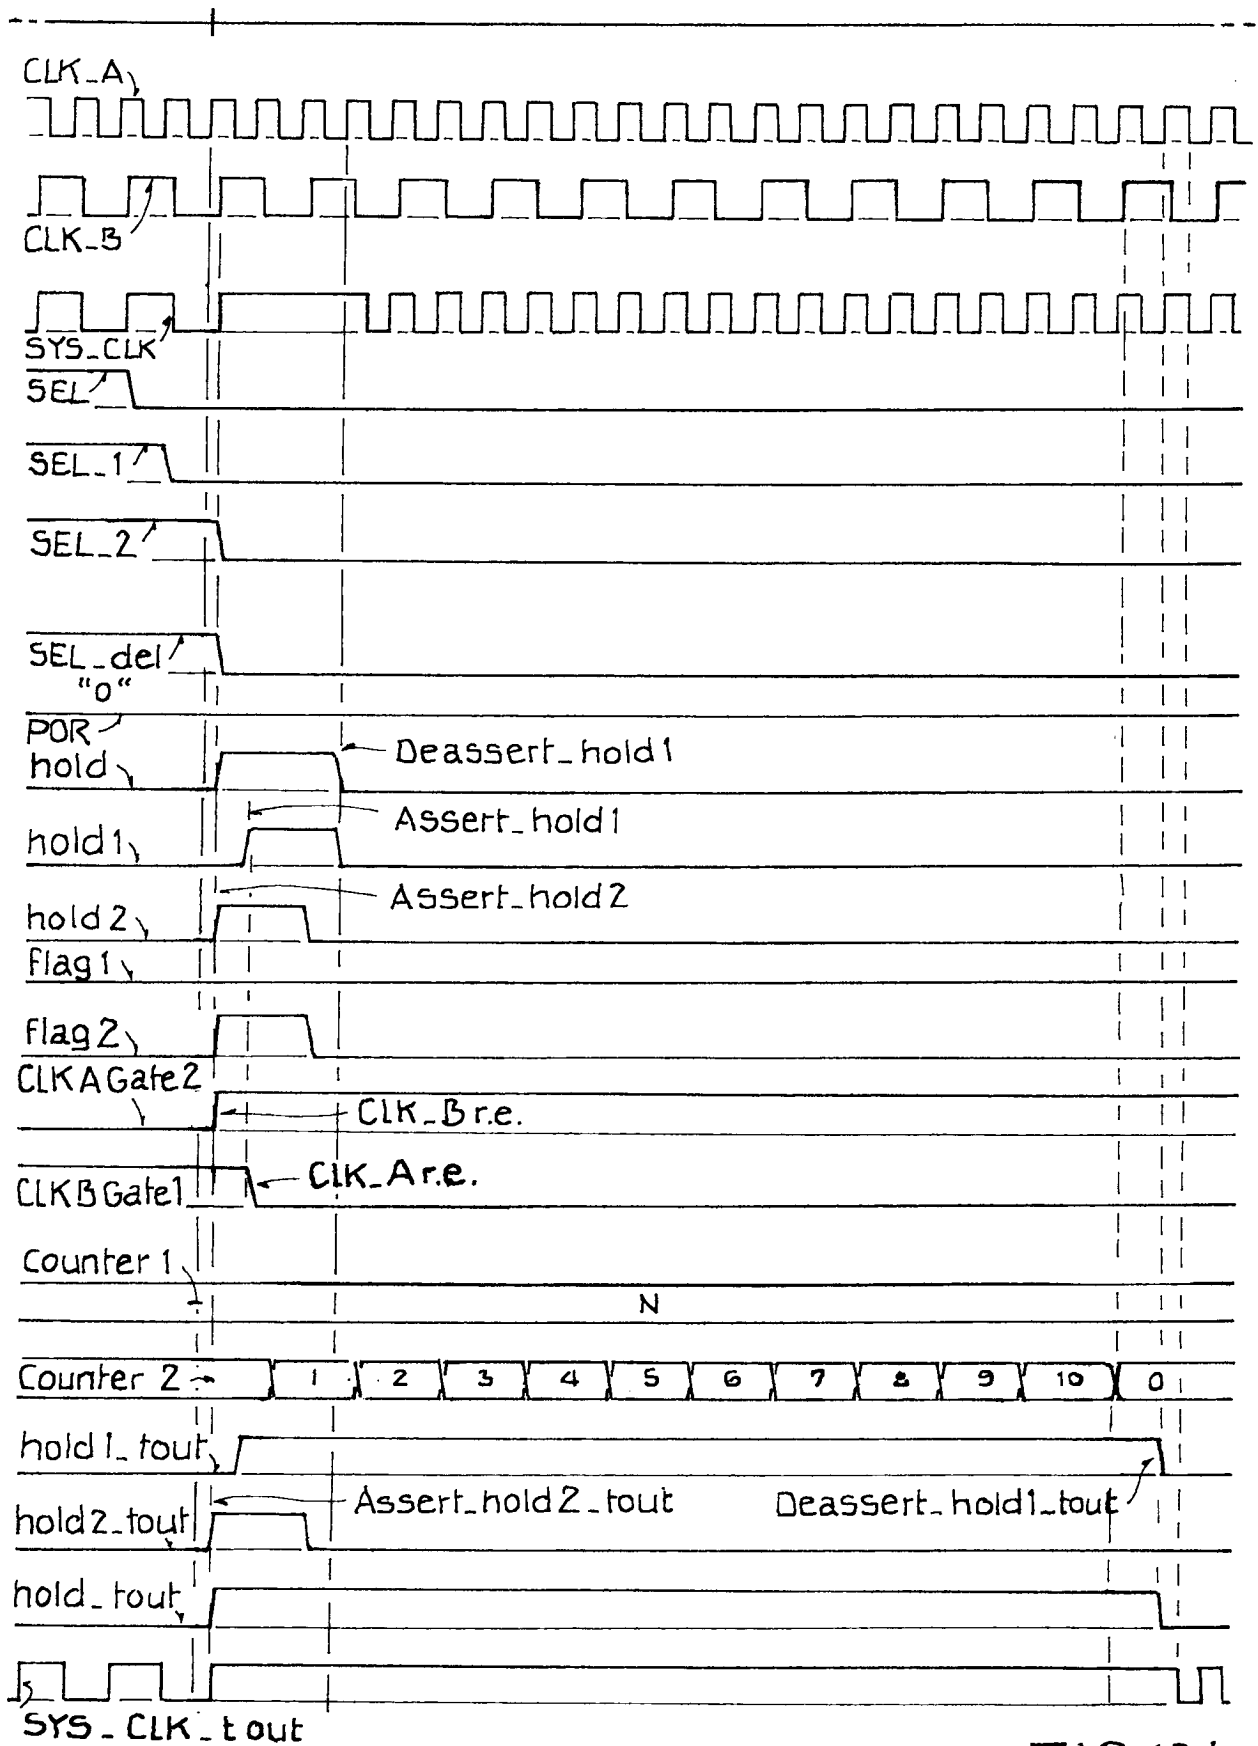 CLK_A
CLK_B
SYS_CLK
SEL
SEL_1
SEL_2
SEL_del
"0"
POR
hold
Deassert_hold1
Assert_hold1
hold1
Assert_hold2
hold2
flag1
flag2
CLKAGate2
CLK_B r.e.
CLK_A r.e.
CLKBGate1
Counter 1
N
Counter 2 1 2 3 4 5 6 7 8 9 10 0
hold1_tout
Assert_hold2_tout Deassert_hold1_tout
hold2_tout
hold_tout
SYS_CLK_tout